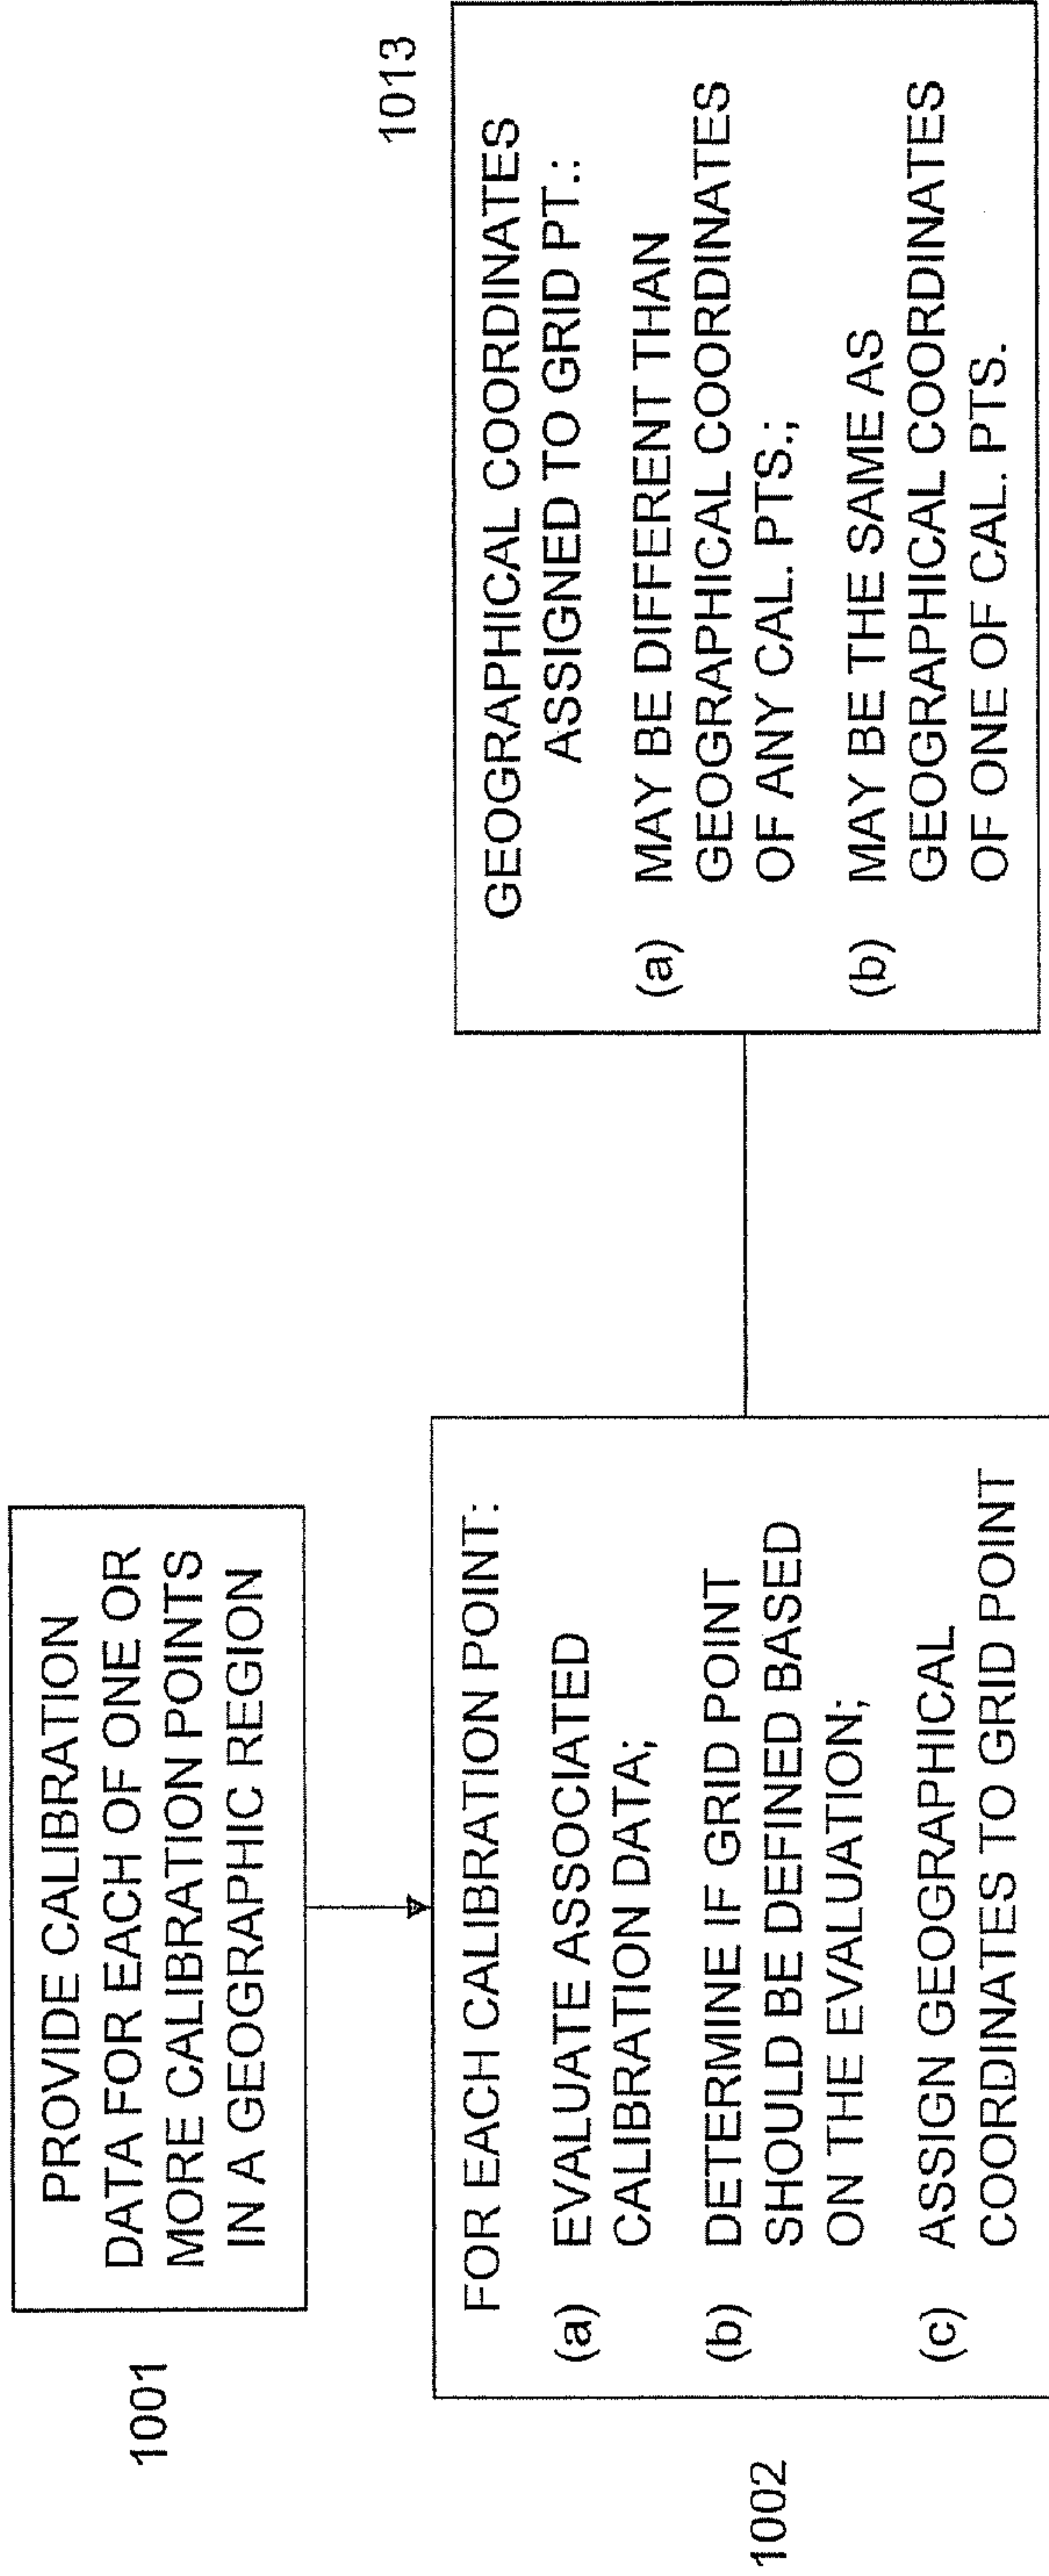 1001
PROVIDE CALIBRATION
DATA FOR EACH OF ONE OR
MORE CALIBRATION POINTS
IN A GEOGRAPHIC REGION
1002
FOR EACH CALIBRATION POINT:
(a) EVALUATE ASSOCIATED
CALIBRATION DATA;
(b) DETERMINE IF GRID POINT
SHOULD BE DEFINED BASED
ON THE EVALUATION;
(c) ASSIGN GEOGRAPHICAL
COORDINATES TO GRID POINT
1013
GEOGRAPHICAL COORDINATES
ASSIGNED TO GRID PT.:
(a) MAY BE DIFFERENT THAN
GEOGRAPHICAL COORDINATES
OF ANY CAL. PTS.;
(b) MAY BE THE SAME AS
GEOGRAPHICAL COORDINATES
OF ONE OF CAL. PTS.